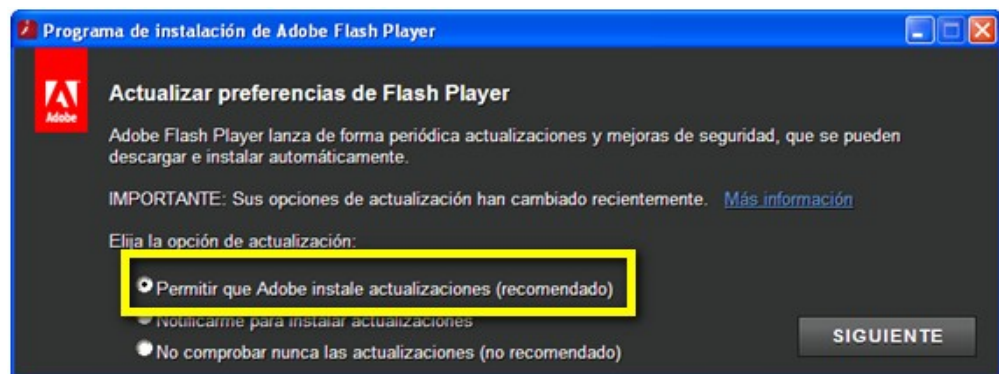 Programa de instalación de Adobe Flash Player
Adobe
Actualizar preferencias de Flash Player
Adobe Flash Player lanza de forma periódica actualizaciones y mejoras de seguridad, que se pueden
descargar e instalar automáticamente.
IMPORTANTE: Sus opciones de actualización han cambiado recientemente. Más información
Elija la opción de actualización:
Permitir que Adobe instale actualizaciones (recomendado)
Notificarme para instalar actualizaciones
No comprobar nunca las actualizaciones (no recomendado)
SIGUIENTE